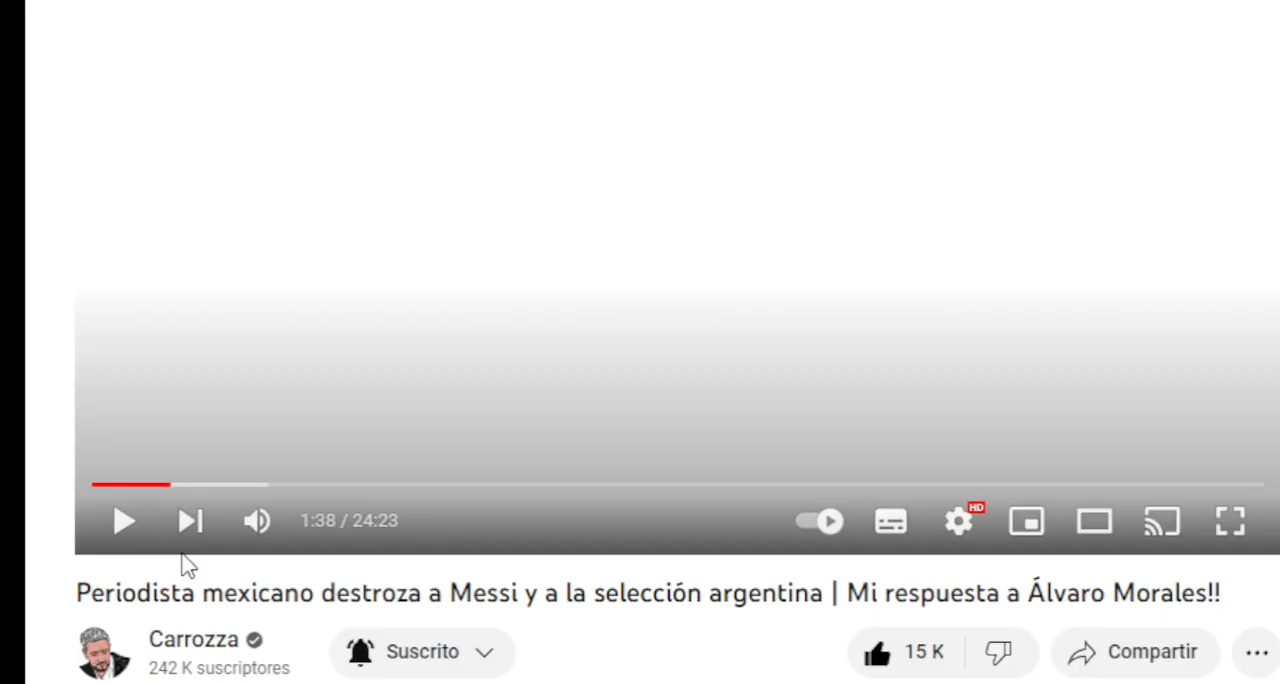 HD
1:38 / 24:23
Periodista mexicano destroza a Messi y a la selección argentina | Mi respuesta a Álvaro Morales!!
Carrozza
242 K suscriptores
Suscrito
15 K
Compartir